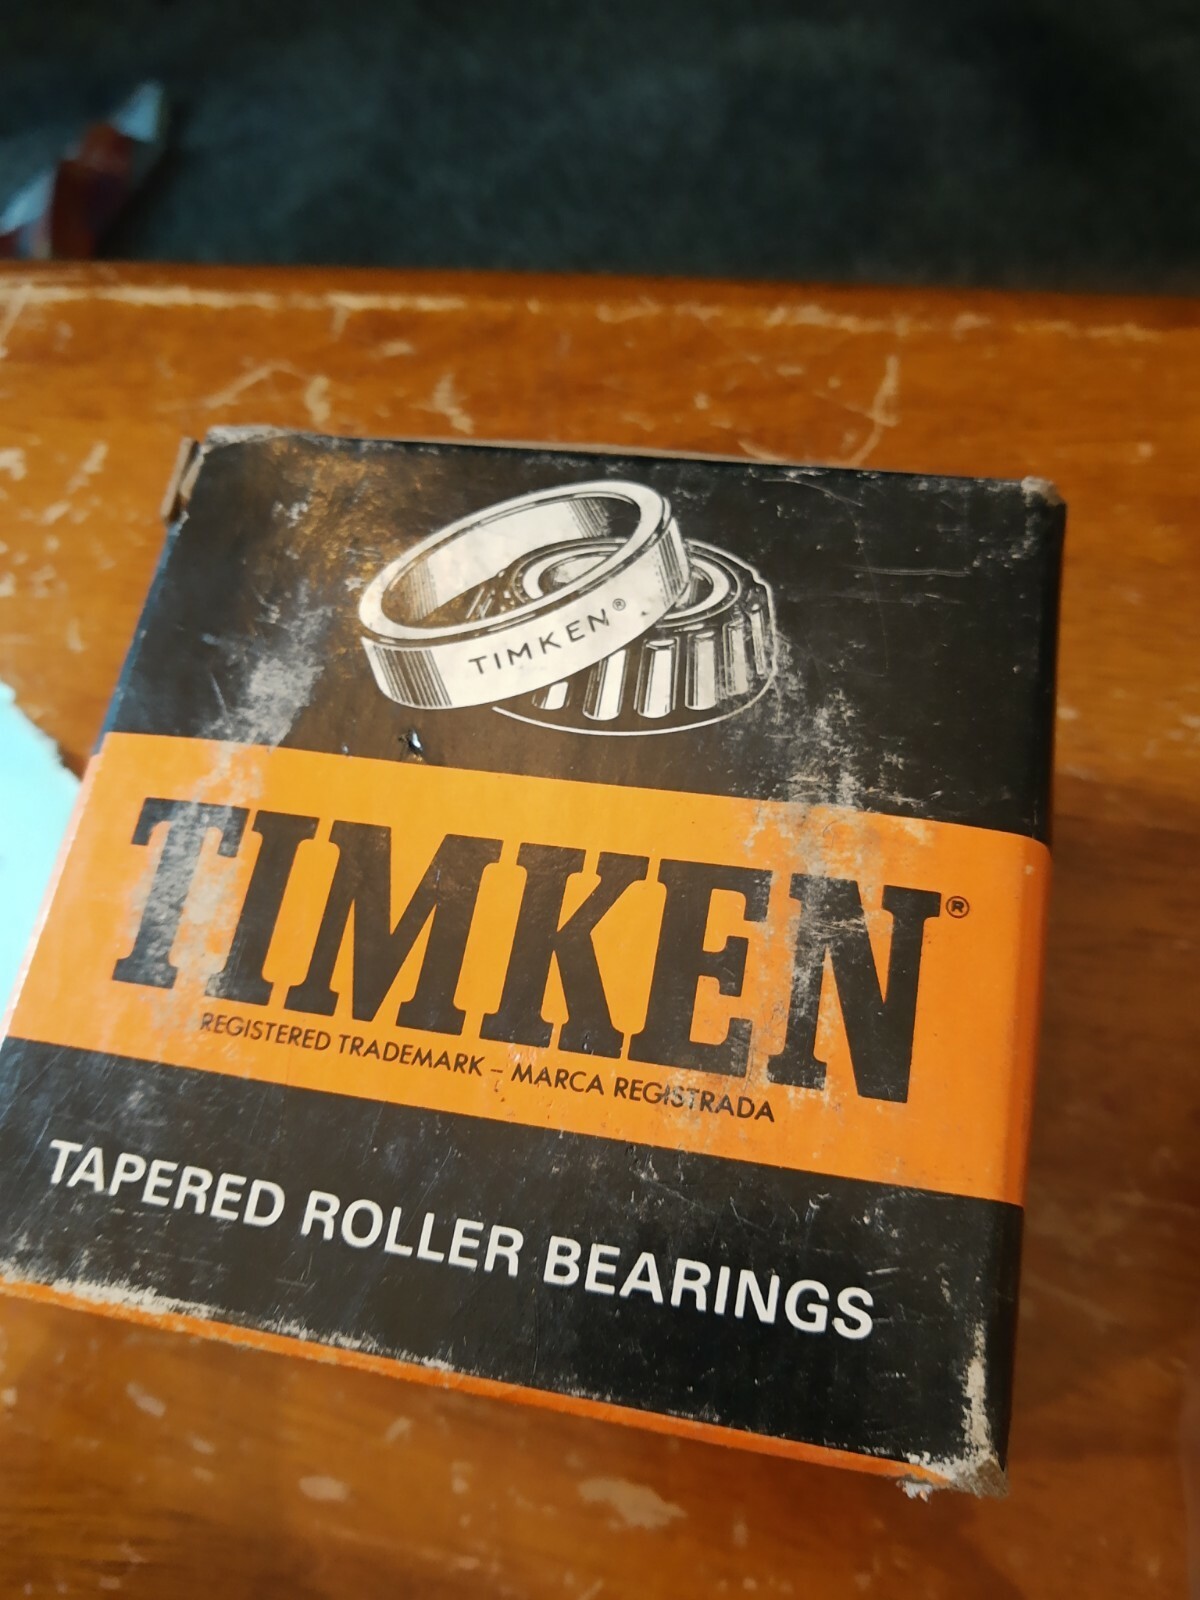 TIMKEN®
TIMKEN®
REGISTERED TRADEMARK – MARCA REGISTRADA
TAPERED ROLLER BEARINGS